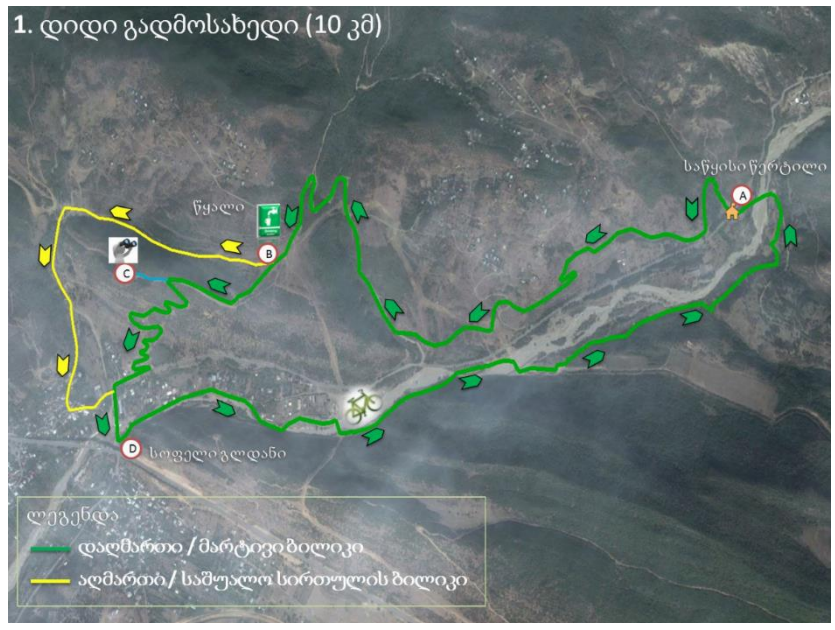 1. დიდი გადმოსახედი (10 კმ)
საწყისი წერტილი
A
წყალი
B
C
D
სოფელი გლდანი
ლეგენდა
დაღმართი / მარტივი ბილიკი
აღმართი / საშუალო სირთულის ბილიკი